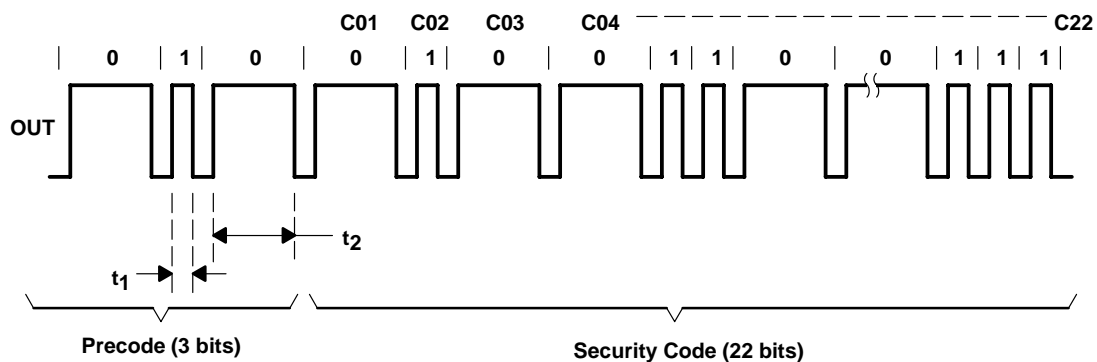 C01 C02 C03 C04 C22
0 1 0 0 1 0 0 1 1 0 0 1 1 1
OUT
t2
t1
Precode (3 bits)
Security Code (22 bits)